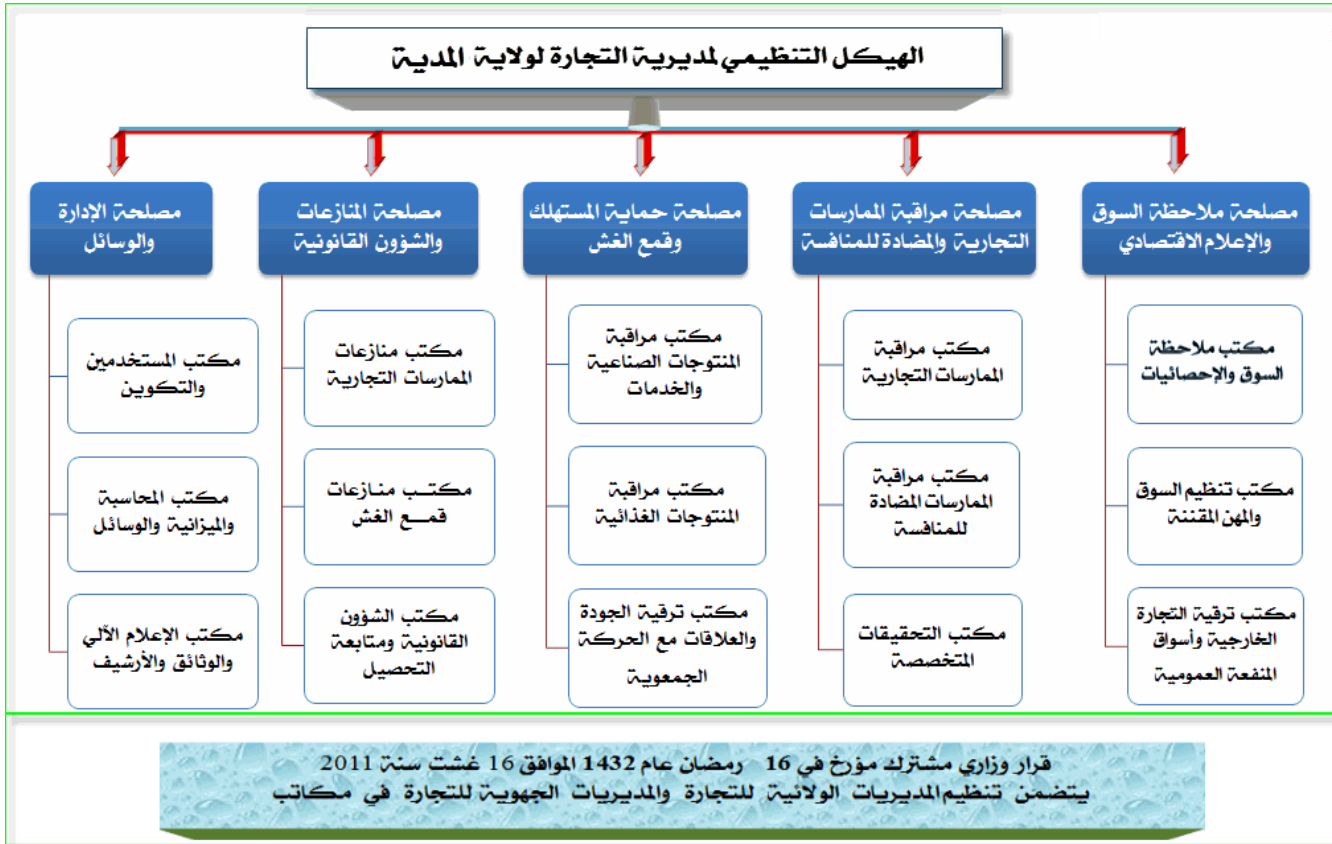 الهيكل التنظيمي لمديرية التجارة لولاية المدية
مصلحة ملاحظة السوق
والإعلام الاقتصادي
مكتب ملاحظة
السوق والإحصائيات
مكتب تنظيم السوق
والمهن المقننة
مكتب ترقية التجارة
الخارجية وأسواق
المنفعة العمومية
مصلحة مراقبة الممارسات
التجارية والمضادة للمنافسة
مكتب مراقبة
الممارسات التجارية
مكتب مراقبة
الممارسات المضادة
للمنافسة
مكتب التحقيقات
المتخصصة
مصلحة حماية المستهلك
وقمع الغش
مكتب مراقبة
المنتوجات الصناعية
والخدمات
مكتب مراقبة
المنتوجات الغذائية
مكتب ترقية الجودة
والعلاقات مع الحركة
الجمعوية
مصلحة المنازعات
والشؤون القانونية
مكتب منازعات
الممارسات التجارية
مكتــب منـازعات
قمــع الغش
مكتب الشؤون
القانونية ومتابعة
التحصيل
مصلحة الإدارة
والوسائل
مكتب المستخدمين
والتكوين
مكتب المحاسبة
والميزانية والوسائل
مكتب الإعلام الآلي
والوثائق والأرشيف
قرار وزاري مشترك مؤرخ في 16 رمضان عام 1432 الموافق 16 غشت سنة 2011
يتضمن تنظيم المديريات الولائية للتجارة والمديريات الجهوية للتجارة في مكاتب